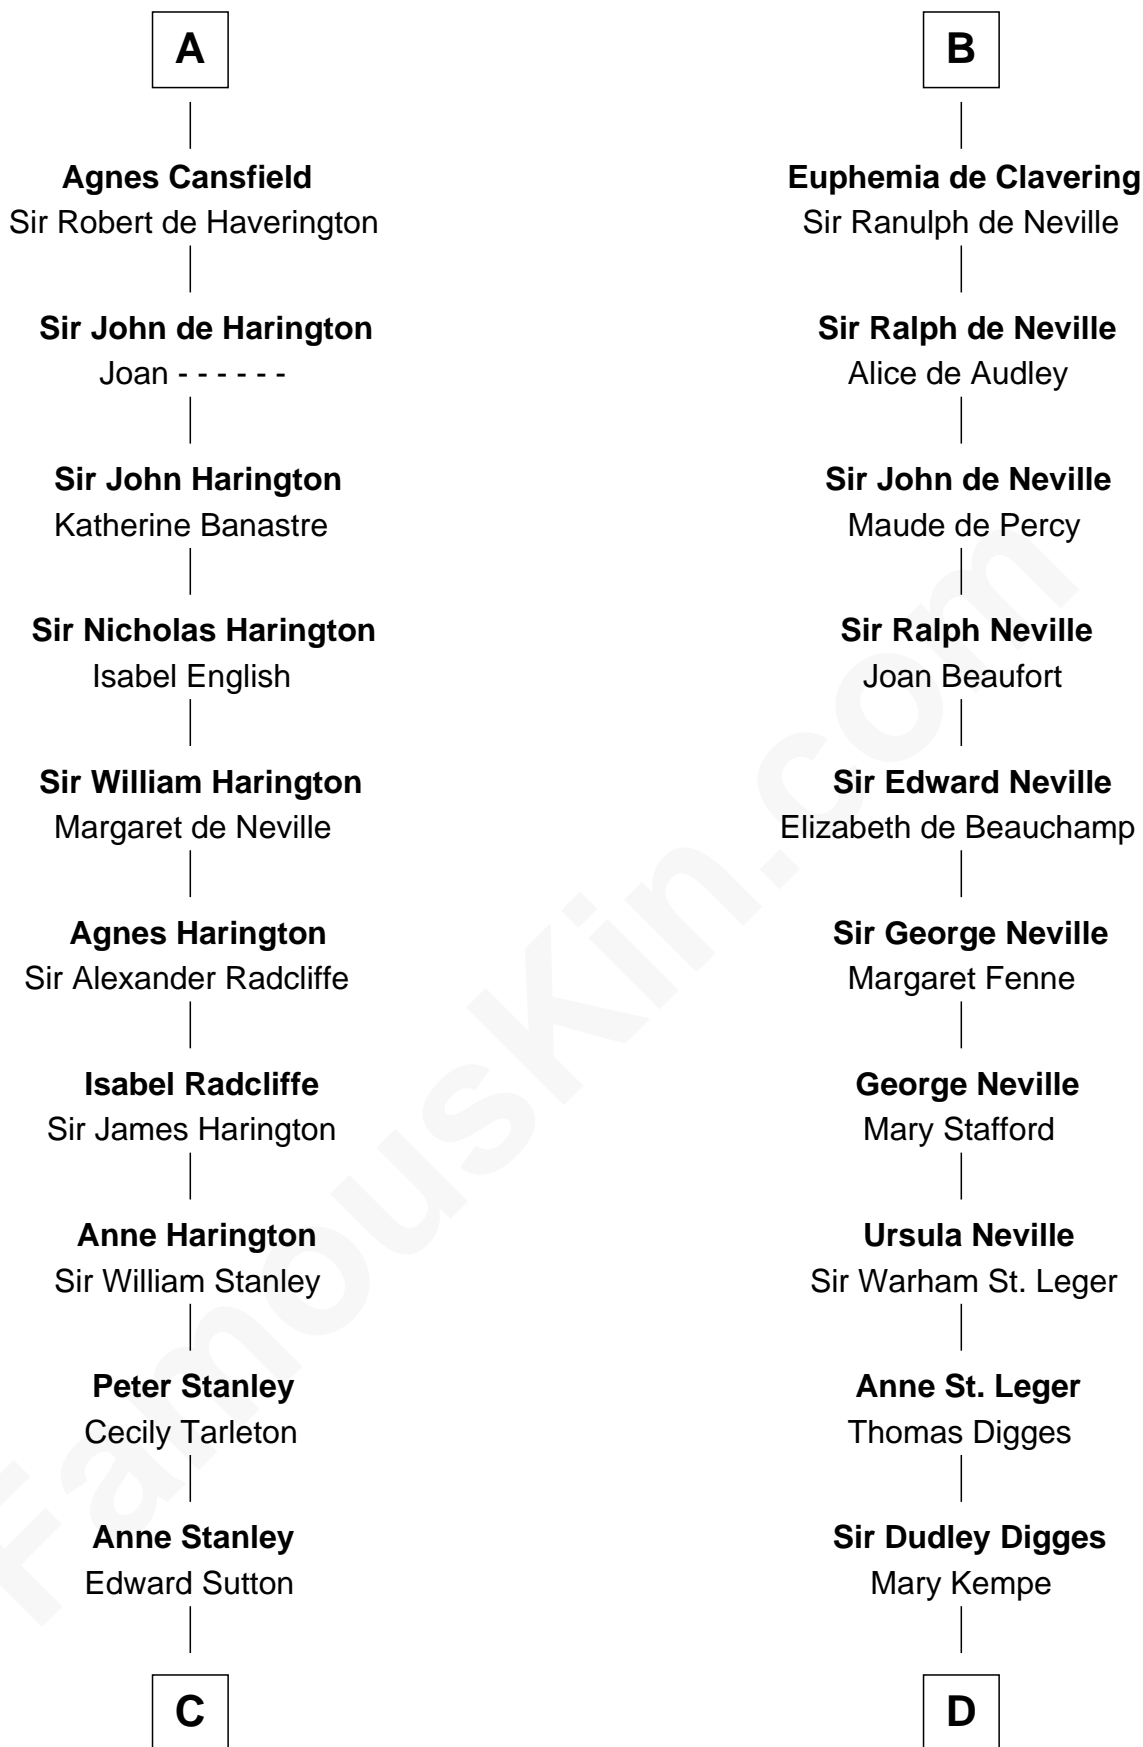 A
Agnes Cansfield
Sir Robert de Haverington
Sir John de Harington
Joan - - - - - -
Sir John Harington
Katherine Banastre
Sir Nicholas Harington
Isabel English
Sir William Harington
Margaret de Neville
Agnes Harington
Sir Alexander Radcliffe
Isabel Radcliffe
Sir James Harington
Anne Harington
Sir William Stanley
Peter Stanley
Cecily Tarleton
Anne Stanley
Edward Sutton
C
B
Euphemia de Clavering
Sir Ranulph de Neville
Sir Ralph de Neville
Alice de Audley
Sir John de Neville
Maude de Percy
Sir Ralph Neville
Joan Beaufort
Sir Edward Neville
Elizabeth de Beauchamp
Sir George Neville
Margaret Fenne
George Neville
Mary Stafford
Ursula Neville
Sir Warham St. Leger
Anne St. Leger
Thomas Digges
Sir Dudley Digges
Mary Kempe
D
FamousKin.com